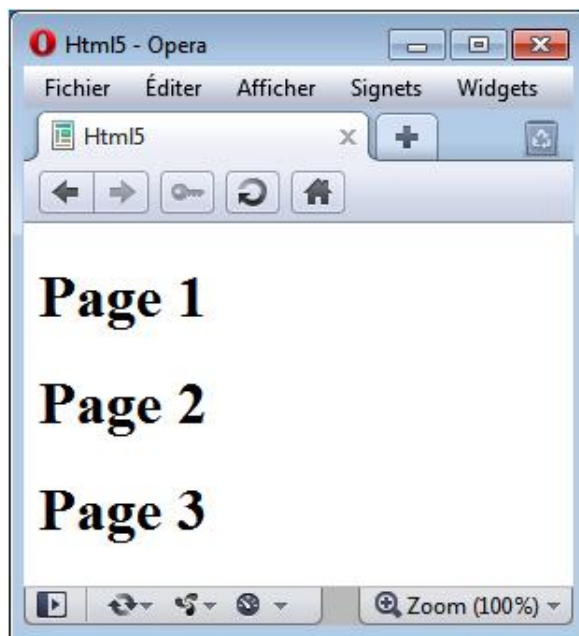 Html5 - Opera
Fichier Éditer Afficher Signets Widgets
Html5
Page 1
Page 2
Page 3
Zoom (100%)